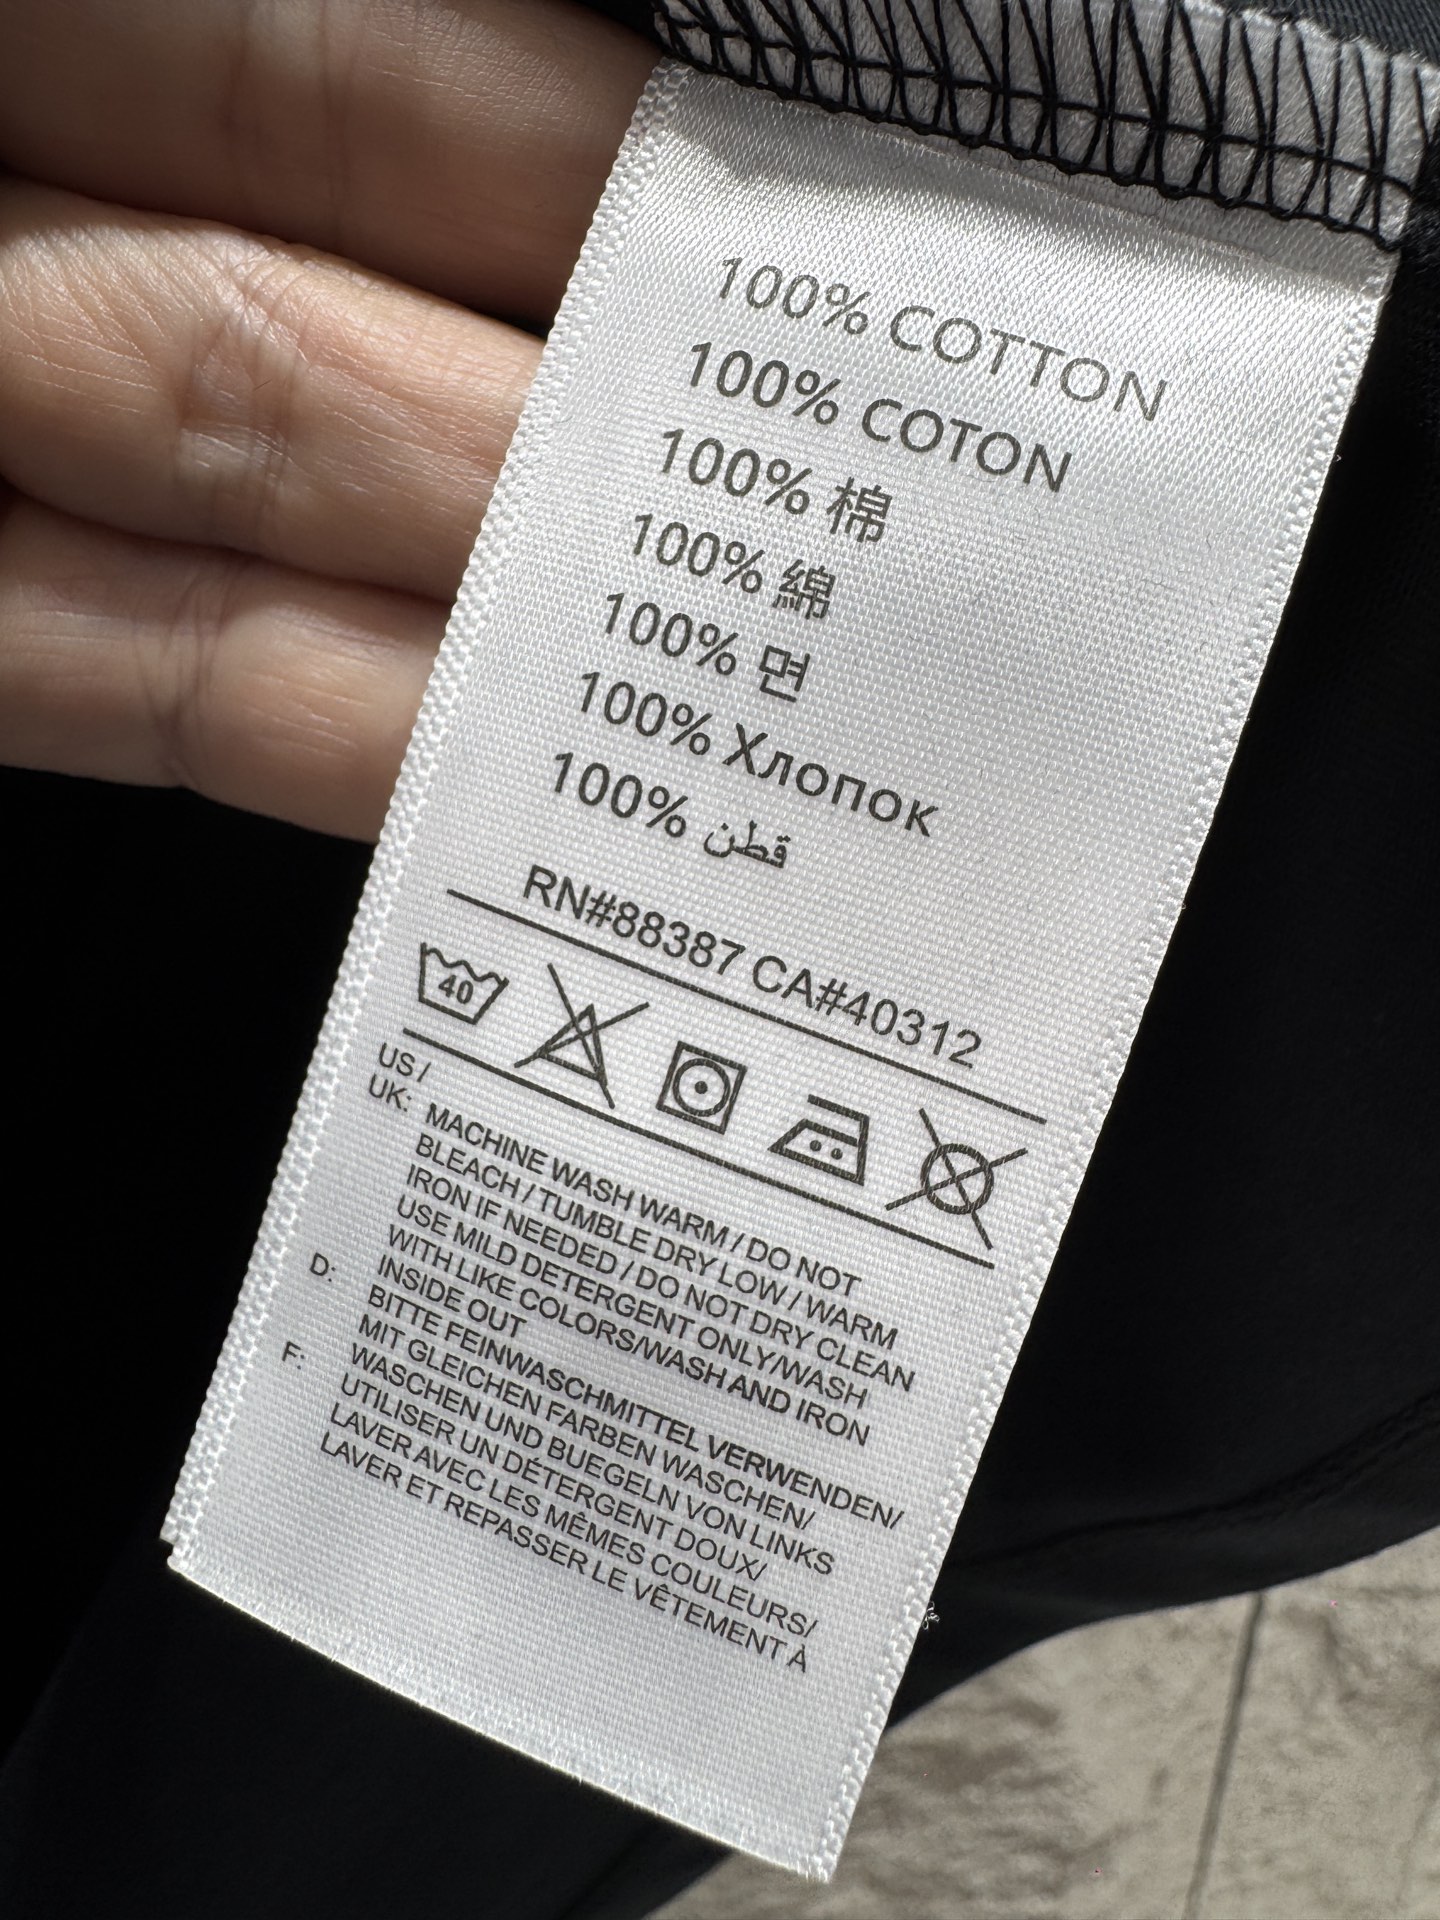 100% COTTON
100% COTON
100% 棉
100% 綿
100% 면
100% Хлопок
100% قطن
RN#88387 CA#40312
40
US /
UK:
MACHINE WASH WARM / DO NOT
BLEACH / TUMBLE DRY LOW / WARM
IRON IF NEEDED / DO NOT DRY CLEAN
USE MILD DETERGENT ONLY/WASH
WITH LIKE COLORS/WASH AND IRON
INSIDE OUT
D:
BITTE FEINWASCHMITTEL VERWENDEN/
MIT GLEICHEN FARBEN WASCHEN/
WASCHEN UND BUEGELN VON LINKS
F:
UTILISER UN DÉTERGENT DOUX/
LAVER AVEC LES MÊMES COULEURS/
LAVER ET REPASSER LE VÊTEMENT À